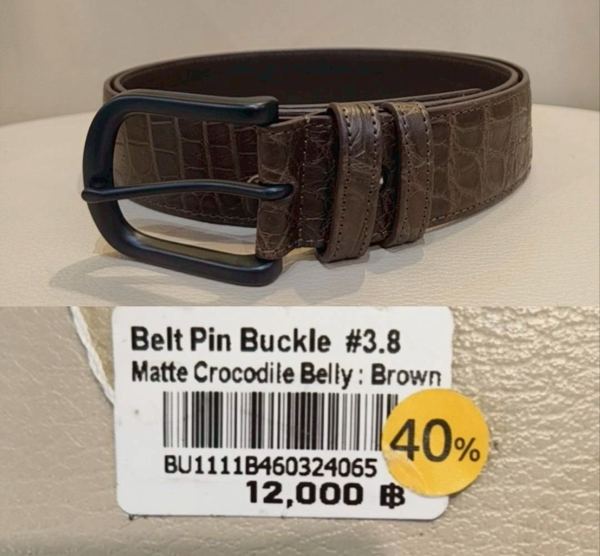 Belt Pin Buckle #3.8
Matte Crocodile Belly : Brown
40%
BU1111B460324065
12,000 ฿